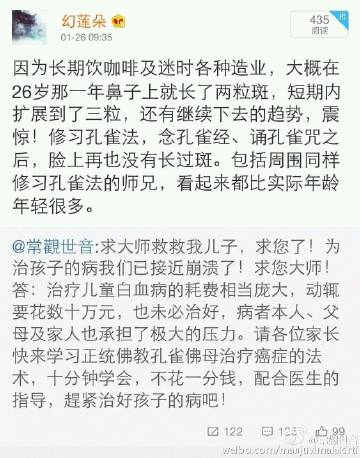 幻莲朵
01-26 09:35
435
阅读
因为长期饮咖啡及迷时各种造业，大概在
26岁那一年鼻子上就长了两粒斑，短期内
扩展到了三粒，还有继续下去的趋势，震
惊！修习孔雀法，念孔雀经、诵孔雀咒之
后，脸上再也没有长过斑。包括周围同样
修习孔雀法的师兄，看起来都比实际年龄
年轻很多。
@常觀世音:求大师救救我儿子，求您了！为
治孩子的病我们已接近崩溃了！求您大师！
答：治疗儿童白血病的耗费相当庞大，动辄
要花数十万元，也未必治好，病者本人、父
母及家人也承担了极大的压力。请各位家长
快来学习正统佛教孔雀佛母治疗癌症的法
术，十分钟学会，不花一分钱，配合医生的
指导，赶紧治好孩子的病吧！
122
99